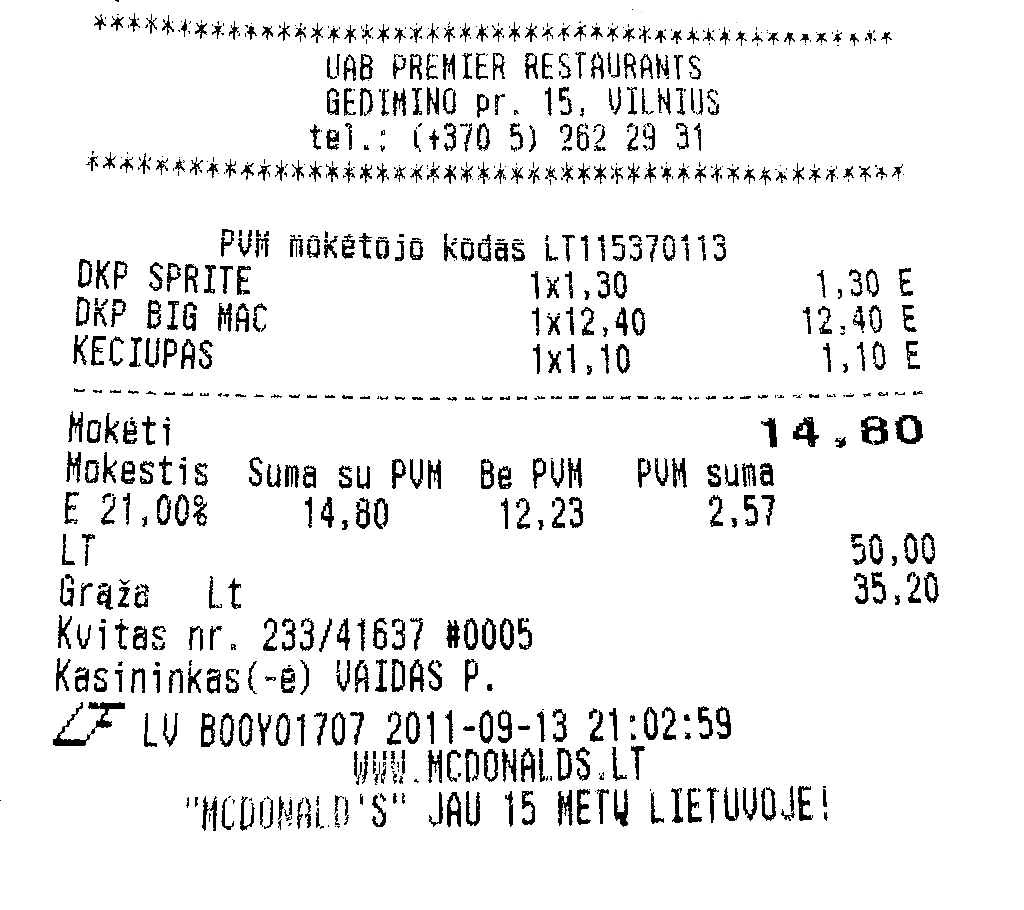 ************************************************
UAB PREMIER RESTAURANTS
GEDIMINO pr. 15, VILNIUS
tel.: (+370 5) 262 29 31
************************************************
PVM mokėtojo kodas LT115370113
DKP SPRITE 1x1,30 1,30 E
DKP BIG MAC 1x12,40 12,40 E
KECIUPAS 1x1,10 1,10 E
------------------------------------------------
Mokėti 14,80
Mokestis Suma su PVM Be PVM PVM suma
E 21,00% 14,80 12,23 2,57
LT 50,00
Grąža Lt 35,20
Kvitas nr. 233/41637 #0005
Kasininkas(-ė) VAIDAS P.
LF LV B00Y01707 2011-09-13 21:02:59
WWW.MCDONALDS.LT
"MCDONALD'S" JAU 15 METŲ LIETUVOJE!